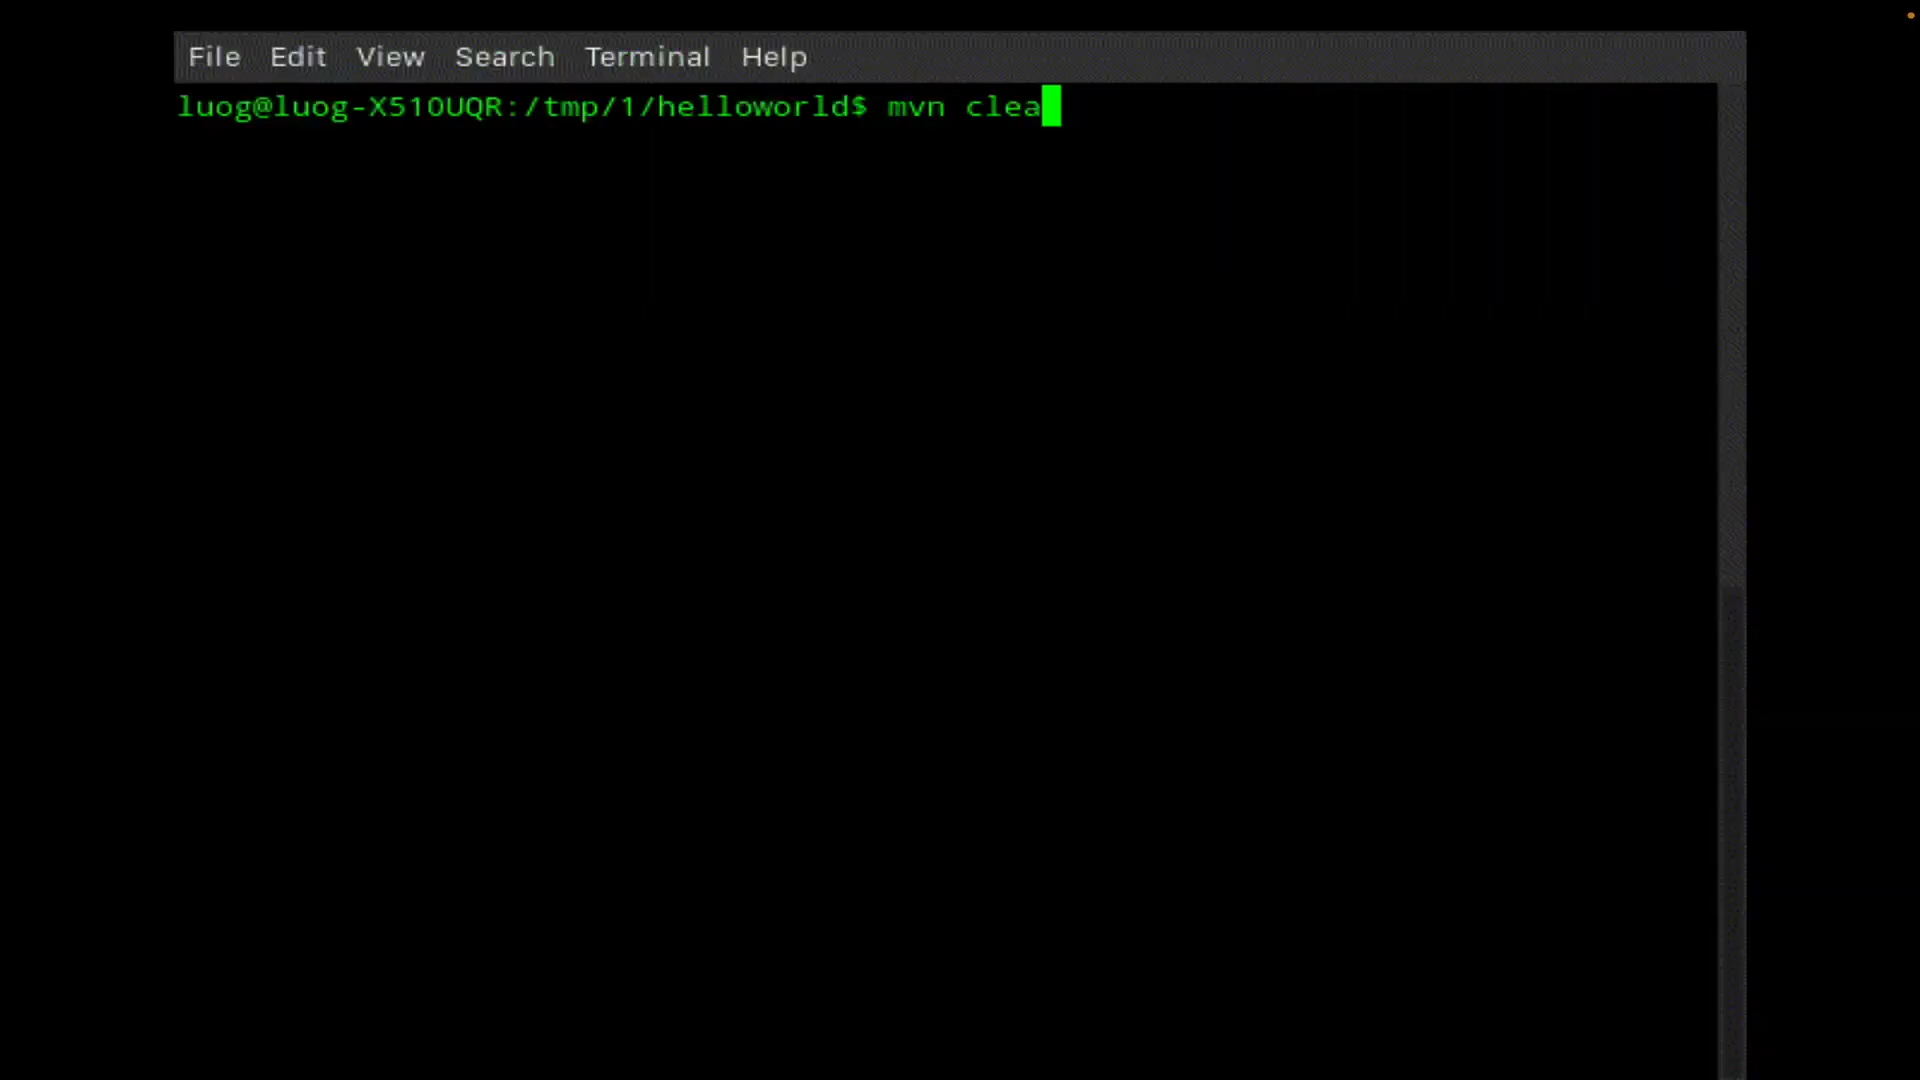 File Edit View Search Terminal Help
luog@luog-X510UQR:/tmp/1/helloworld$ mvn clea